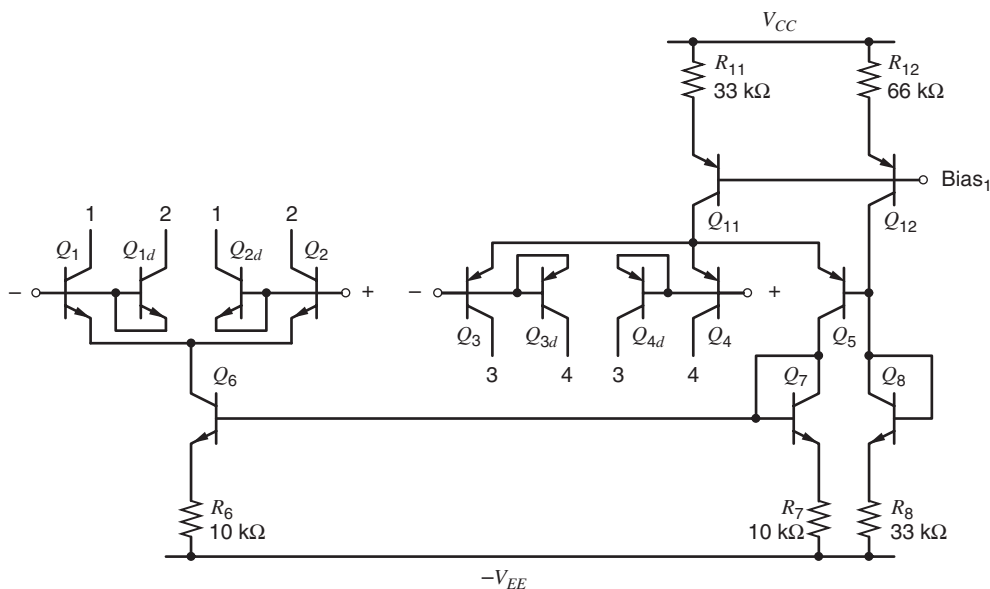 V_CC
R_11
33 kΩ
R_12
66 kΩ
Bias_1
Q_11
Q_12
1 2 1 2
Q_1 Q_1d Q_2d Q_2
− +
− +
Q_3 Q_3d Q_4d Q_4 Q_5
3 4 3 4
Q_6
Q_7 Q_8
R_6
10 kΩ
R_7
10 kΩ
R_8
33 kΩ
−V_EE